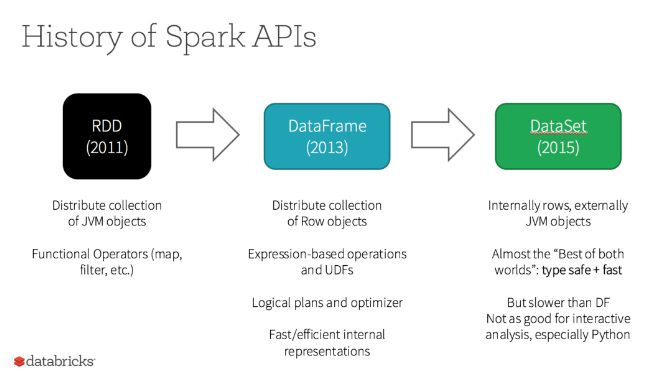 History of Spark APIs
RDD
(2011)
DataFrame
(2013)
DataSet
(2015)
Distribute collection
of JVM objects
Functional Operators (map,
filter, etc.)
Distribute collection
of Row objects
Expression-based operations
and UDFs
Logical plans and optimizer
Fast/efficient internal
representations
Internally rows, externally
JVM objects
Almost the “Best of both
worlds”: type safe + fast
But slower than DF
Not as good for interactive
analysis, especially Python
databricks